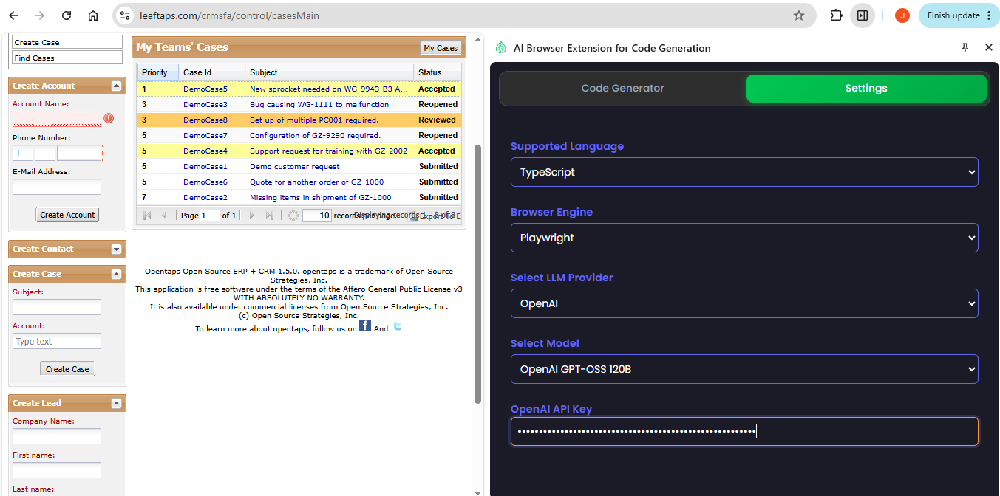 leaftaps.com/crmsfa/control/casesMain
J
Finish update
Create Case
Find Cases
Create Account
Account Name:
Phone Number:
1
E-Mail Address:
Create Account
Create Contact
Create Case
Subject:
Account:
Type text
Create Case
Create Lead
Company Name:
First name:
Last name:
My Teams' Cases
My Cases
Priority... Case Id Subject Status
1 DemoCase5 New sprocket needed on WG-9943-B3 A... Accepted
3 DemoCase3 Bug causing WG-1111 to malfunction Reopened
3 DemoCase8 Set up of multiple PC001 required. Reviewed
5 DemoCase7 Configuration of GZ-9290 required. Reopened
5 DemoCase4 Support request for training with GZ-2002 Accepted
5 DemoCase1 Demo customer request Submitted
5 DemoCase6 Quote for another order of GZ-1000 Submitted
7 DemoCase2 Missing items in shipment of GZ-1000 Submitted
Page 1 of 1 10 records per page. Displaying records 1 - 8 of 8 Export To E
Opentaps Open Source ERP + CRM 1.5.0. opentaps is a trademark of Open Source
Strategies, Inc.
This application is free software under the terms of the Affero General Public License v3
WITH ABSOLUTELY NO WARRANTY.
It is also available under commercial licenses from Open Source Strategies, Inc.
(c) Open Source Strategies, Inc.
To learn more about opentaps, follow us on f And t
AI Browser Extension for Code Generation
Code Generator
Settings
Supported Language
TypeScript
Browser Engine
Playwright
Select LLM Provider
OpenAI
Select Model
OpenAI GPT-OSS 120B
OpenAI API Key